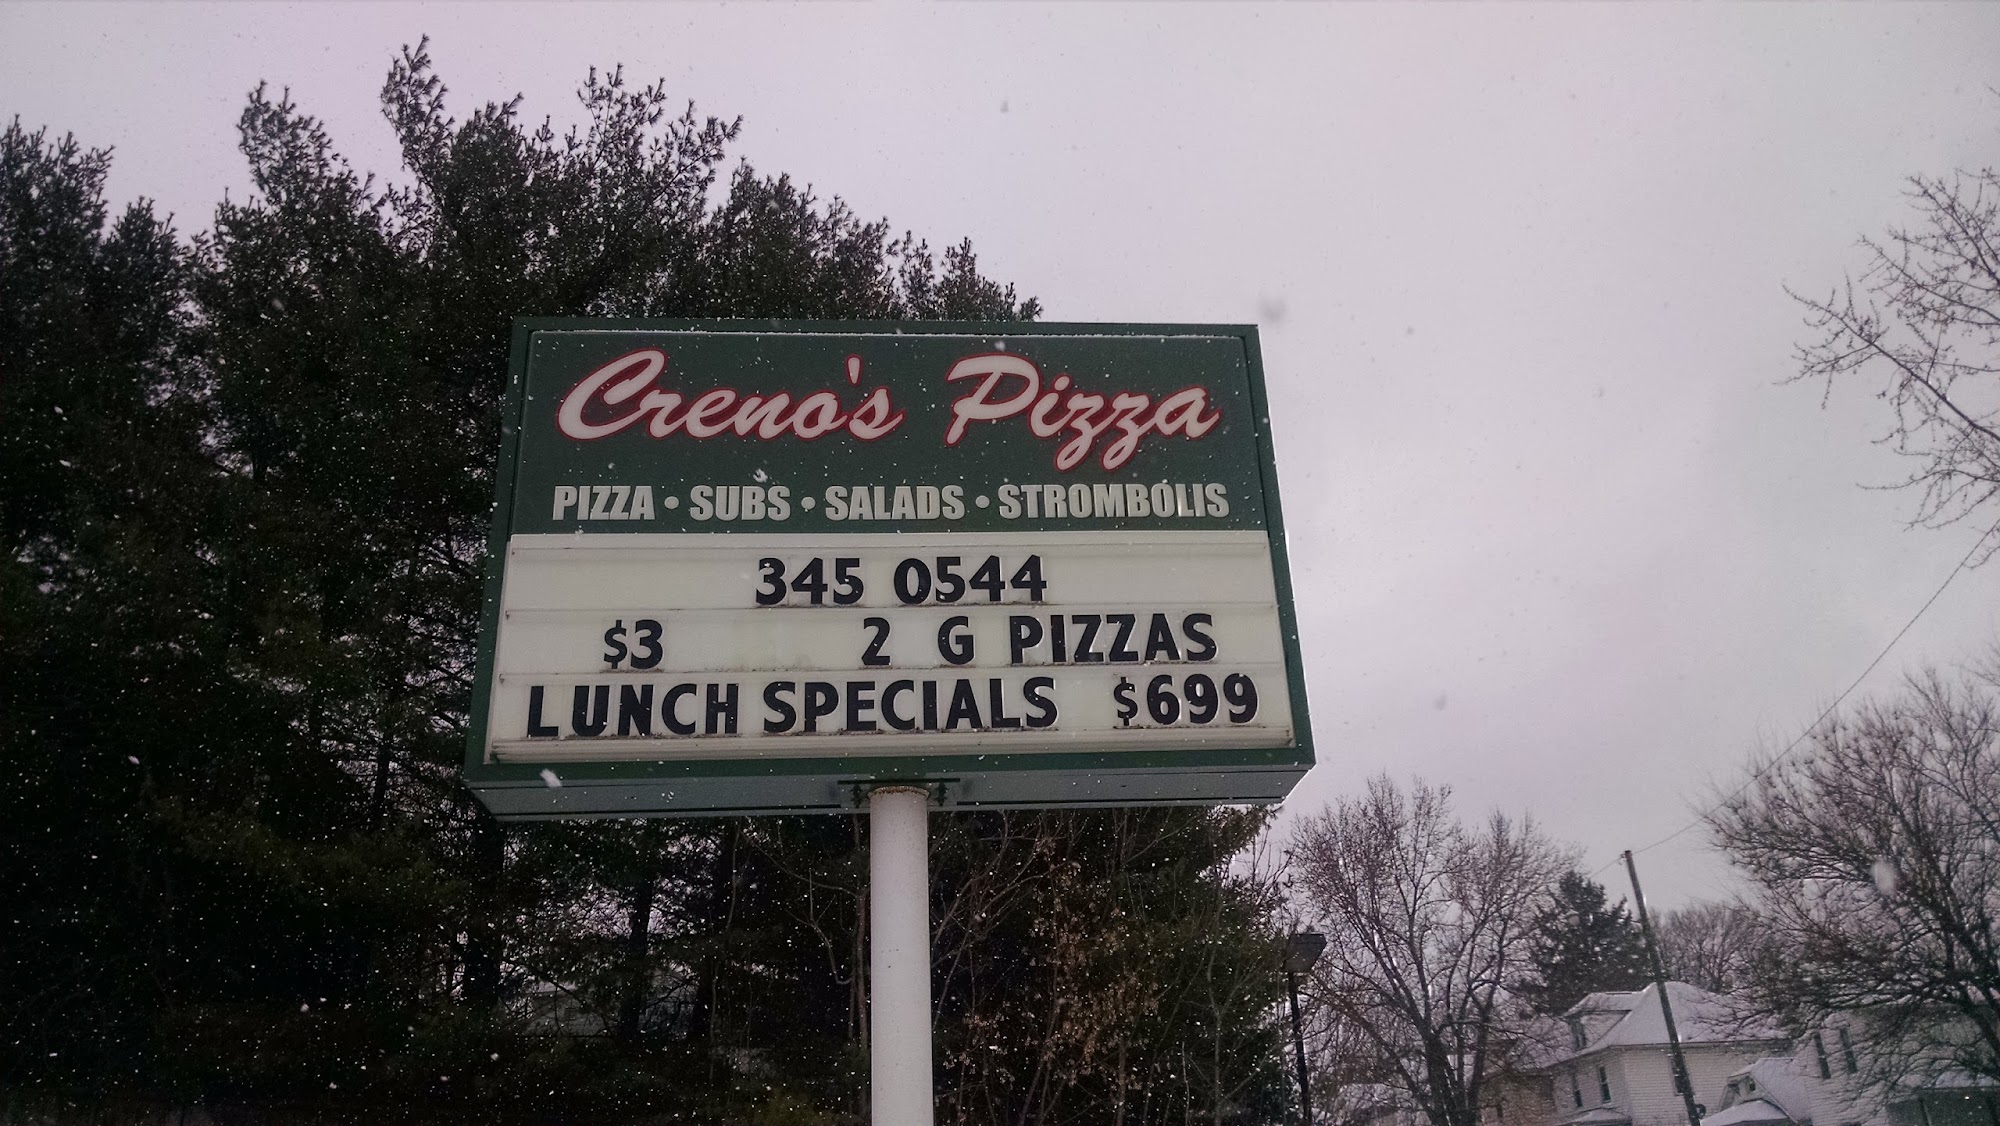 Creno's Pizza
PIZZA • SUBS • SALADS • STROMBOLIS
345 0544
$3 2 G PIZZAS
LUNCH SPECIALS $699